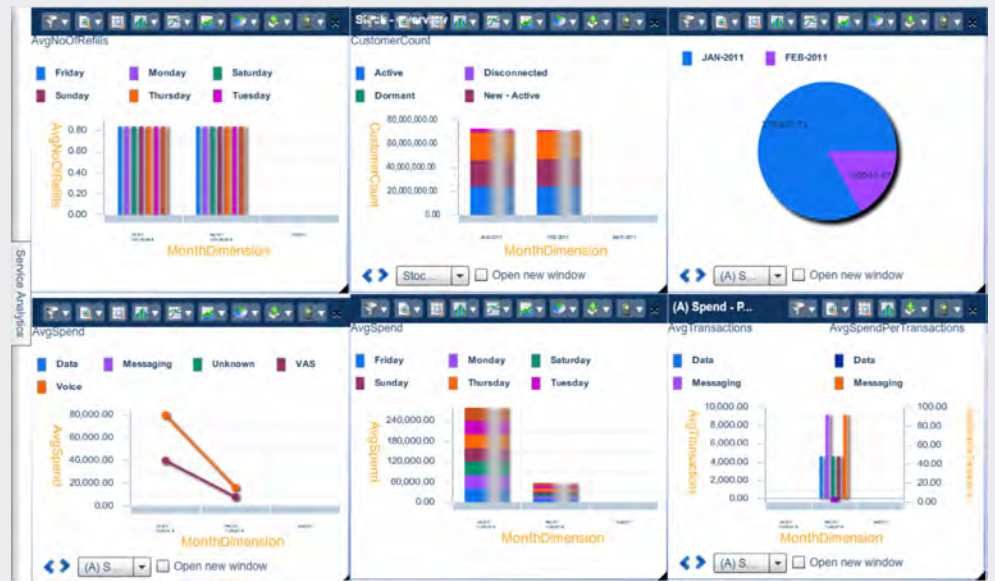 Service Analytics
AvgNoOfRefills
Friday Monday Saturday
Sunday Thursday Tuesday
AvgNoOfRefills
0.80
0.60
0.40
0.20
0.00
MonthDimension
CustomerCount
Active Disconnected
Dormant New - Active
CustomerCount
80,000,000.00
60,000,000.00
40,000,000.00
20,000,000.00
0.00
JAN-2011 FEB-2011
MonthDimension
Stoc... Open new window
JAN-2011 FEB-2011
(A) S... Open new window
AvgSpend
Data Messaging Unknown VAS
Voice
AvgSpend
80,000.00
60,000.00
40,000.00
20,000.00
0.00
MonthDimension
(A) S... Open new window
AvgSpend
Friday Monday Saturday
Sunday Thursday Tuesday
AvgSpend
240,000.00
180,000.00
120,000.00
60,000.00
0.00
MonthDimension
(A) Spend - P...
AvgTransactions AvgSpendPerTransactions
Data Data
Messaging Messaging
AvgTransactions
10,000.00 100.00
8,000.00 80.00
6,000.00 60.00
4,000.00 40.00
2,000.00 20.00
0.00 0.00
MonthDimension
(A) S... Open new window